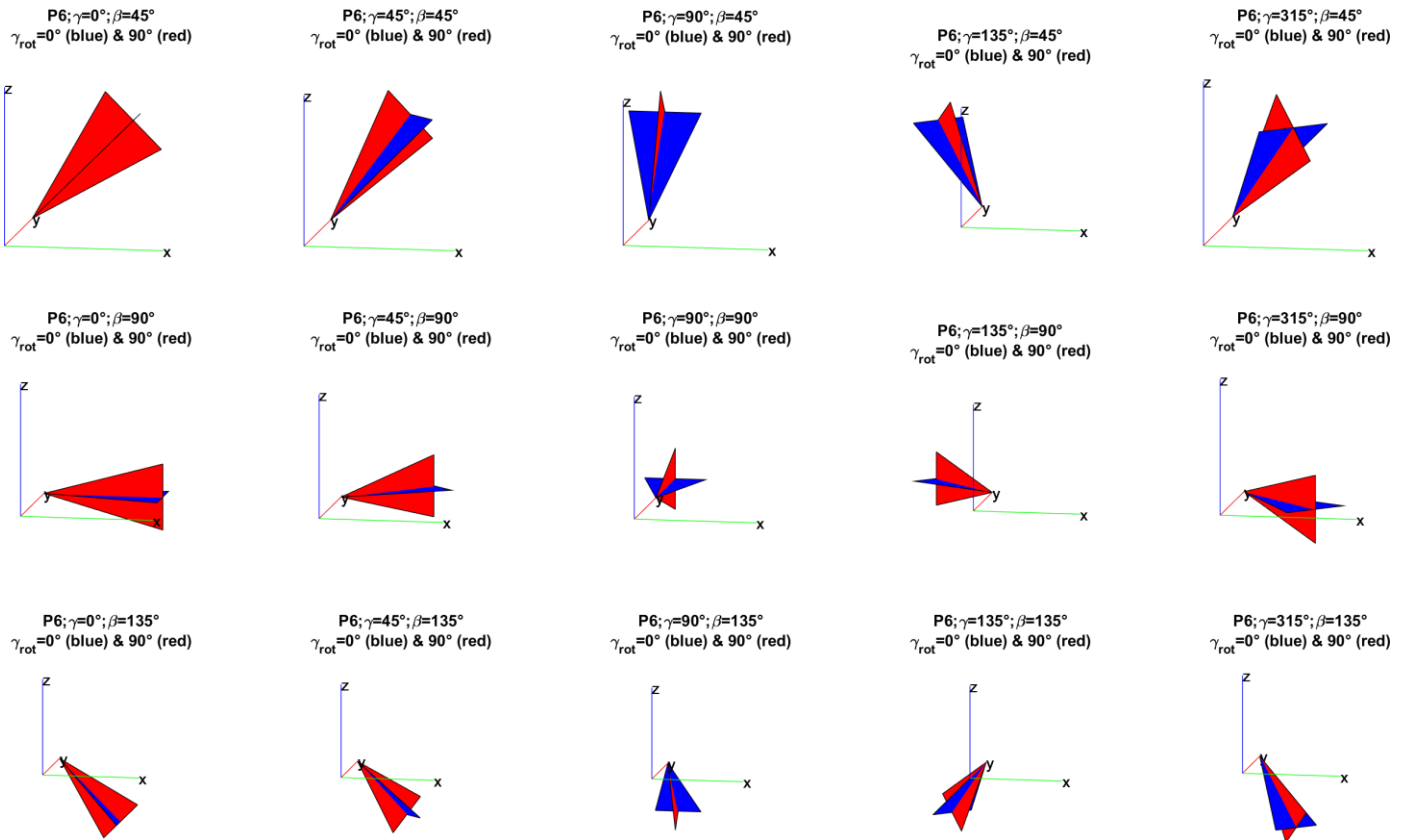 P6;γ=0°;β=45°
γrot=0° (blue) & 90° (red)
z
y
x
P6;γ=45°;β=45°
γrot=0° (blue) & 90° (red)
z
y
x
P6;γ=90°;β=45°
γrot=0° (blue) & 90° (red)
z
y
x
P6;γ=135°;β=45°
γrot=0° (blue) & 90° (red)
z
y
x
P6;γ=315°;β=45°
γrot=0° (blue) & 90° (red)
z
y
x
P6;γ=0°;β=90°
γrot=0° (blue) & 90° (red)
z
y
x
P6;γ=45°;β=90°
γrot=0° (blue) & 90° (red)
z
y
x
P6;γ=90°;β=90°
γrot=0° (blue) & 90° (red)
z
y
x
P6;γ=135°;β=90°
γrot=0° (blue) & 90° (red)
z
y
x
P6;γ=315°;β=90°
γrot=0° (blue) & 90° (red)
z
y
x
P6;γ=0°;β=135°
γrot=0° (blue) & 90° (red)
z
y
x
P6;γ=45°;β=135°
γrot=0° (blue) & 90° (red)
z
y
x
P6;γ=90°;β=135°
γrot=0° (blue) & 90° (red)
z
y
x
P6;γ=135°;β=135°
γrot=0° (blue) & 90° (red)
z
y
x
P6;γ=315°;β=135°
γrot=0° (blue) & 90° (red)
z
y
x